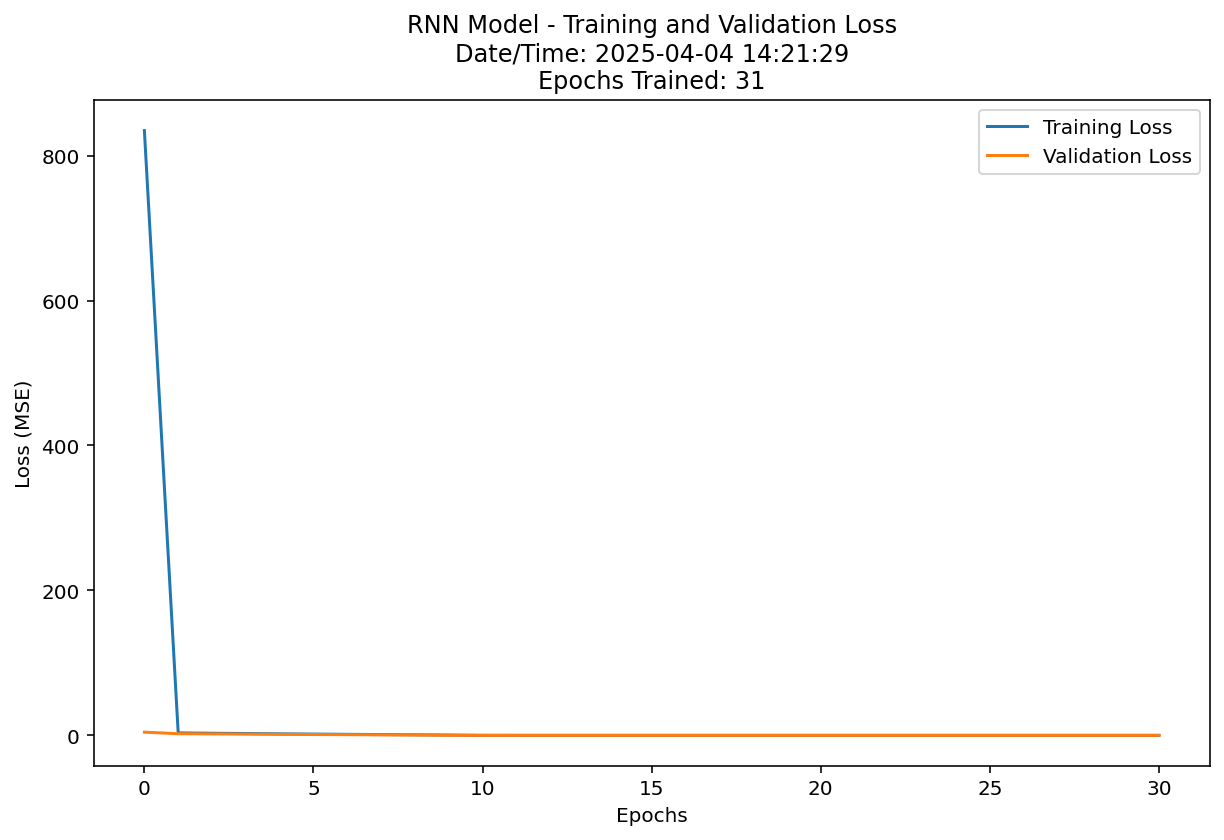 RNN Model - Training and Validation Loss
Date/Time: 2025-04-04 14:21:29
Epochs Trained: 31
Training Loss
Validation Loss
800
600
400
200
0
Loss (MSE)
0 5 10 15 20 25 30
Epochs